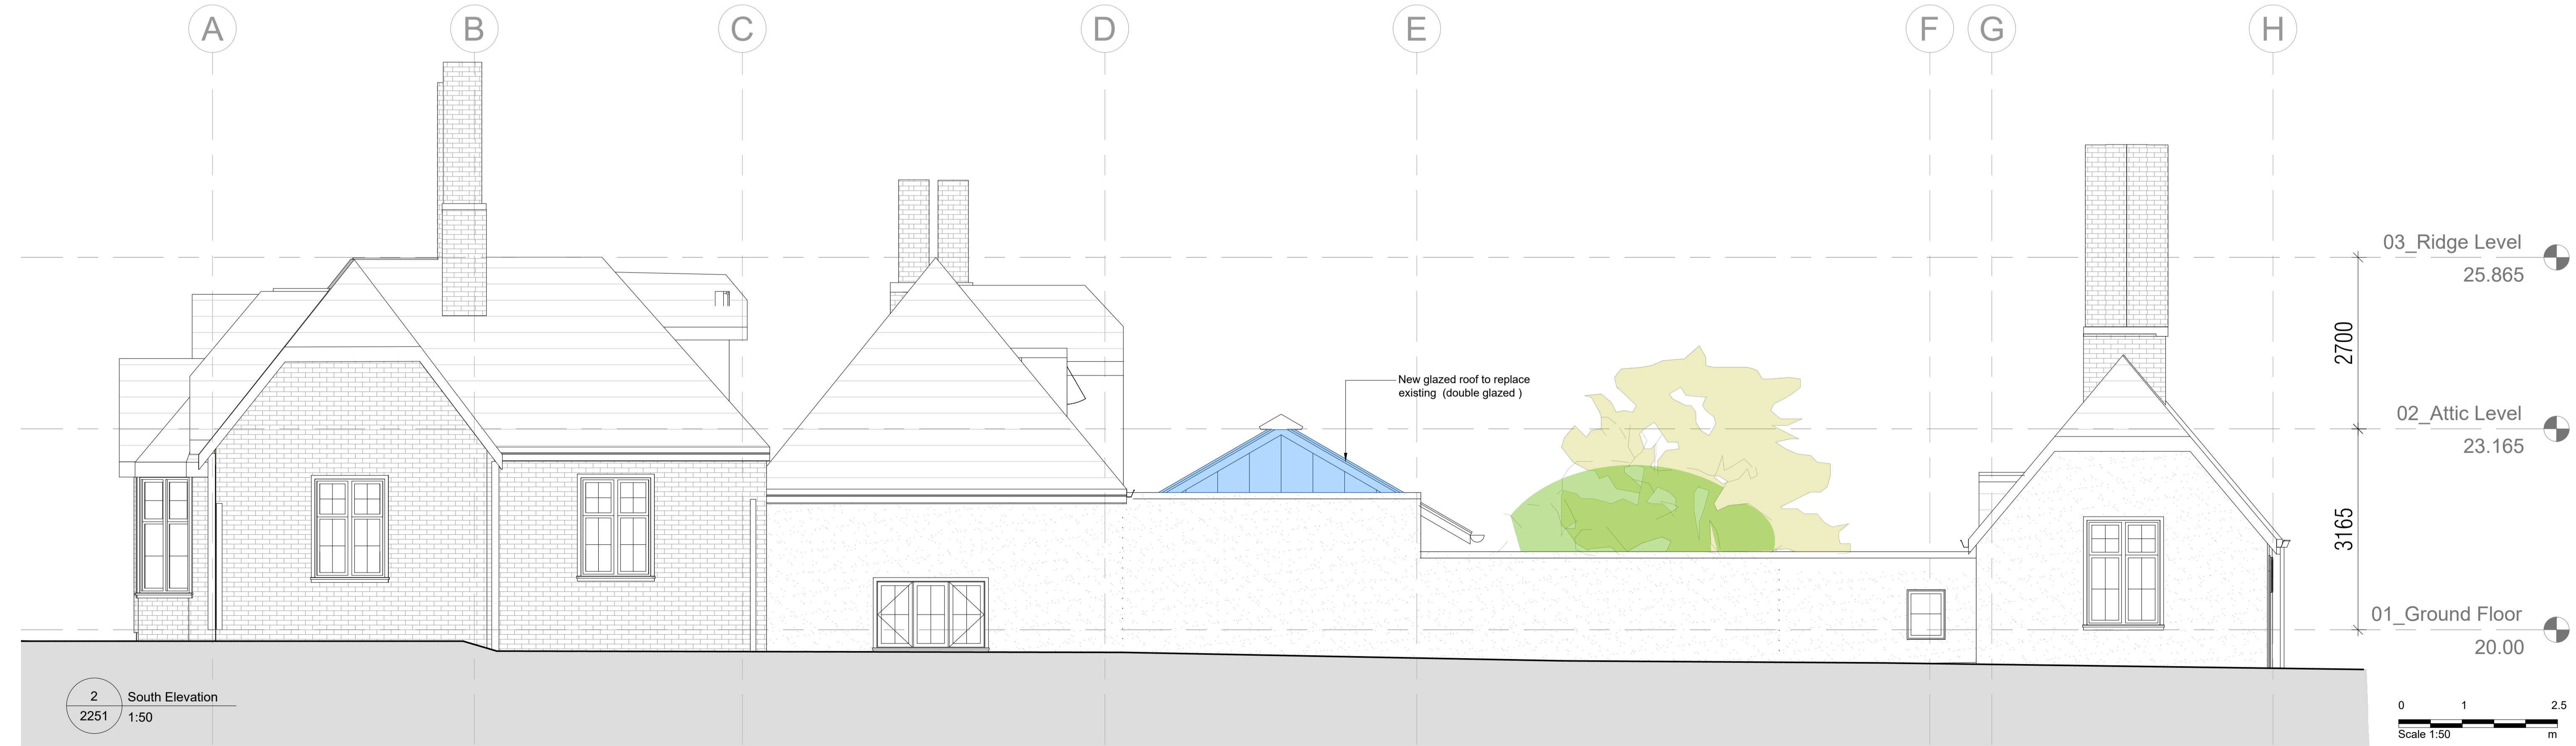 A B C D E F G H
03_Ridge Level
25.865
2700
New glazed roof to replace
existing (double glazed )
02_Attic Level
23.165
3165
01_Ground Floor
20.00
2
2251
South Elevation
1:50
0 1 2.5
Scale 1:50 m